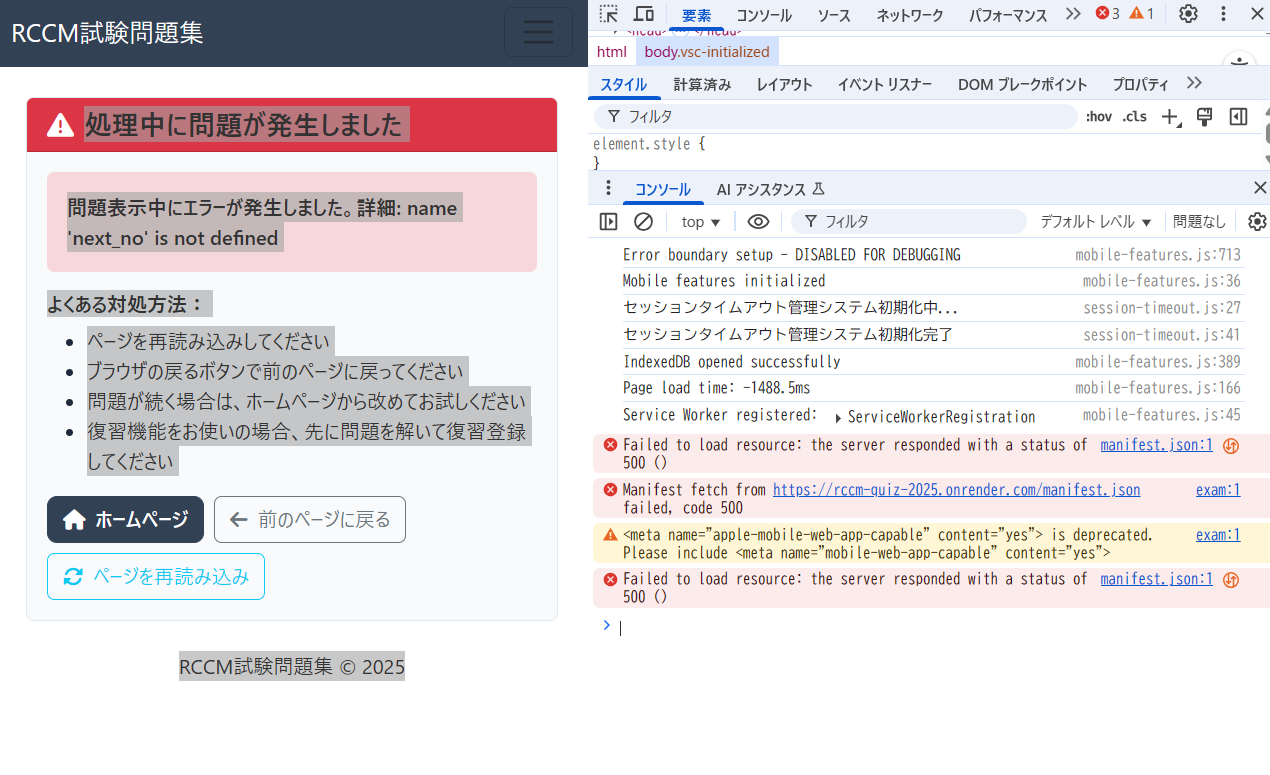 RCCM試験問題集
処理中に問題が発生しました
問題表示中にエラーが発生しました。詳細: name
'next_no' is not defined
よくある対処方法：
ページを再読み込みしてください
ブラウザの戻るボタンで前のページに戻ってください
問題が続く場合は、ホームページから改めてお試しください
復習機能をお使いの場合、先に問題を解いて復習登録
してください
ホームページ
前のページに戻る
ページを再読み込み
RCCM試験問題集 © 2025
要素 コンソール ソース ネットワーク パフォーマンス 3 1
html body.vsc-initialized
スタイル 計算済み レイアウト イベント リスナー DOM ブレークポイント プロパティ
フィルタ :hov .cls
element.style {
}
コンソール AI アシスタンス
top フィルタ デフォルト レベル 問題なし
Error boundary setup - DISABLED FOR DEBUGGING mobile-features.js:713
Mobile features initialized mobile-features.js:36
セッションタイムアウト管理システム初期化中... session-timeout.js:27
セッションタイムアウト管理システム初期化完了 session-timeout.js:41
IndexedDB opened successfully mobile-features.js:389
Page load time: -1488.5ms mobile-features.js:166
Service Worker registered: ServiceWorkerRegistration mobile-features.js:45
Failed to load resource: the server responded with a status of manifest.json:1
500 ()
Manifest fetch from https://rccm-quiz-2025.onrender.com/manifest.json exam:1
failed, code 500
<meta name="apple-mobile-web-app-capable" content="yes"> is deprecated. exam:1
Please include <meta name="mobile-web-app-capable" content="yes">
Failed to load resource: the server responded with a status of manifest.json:1
500 ()